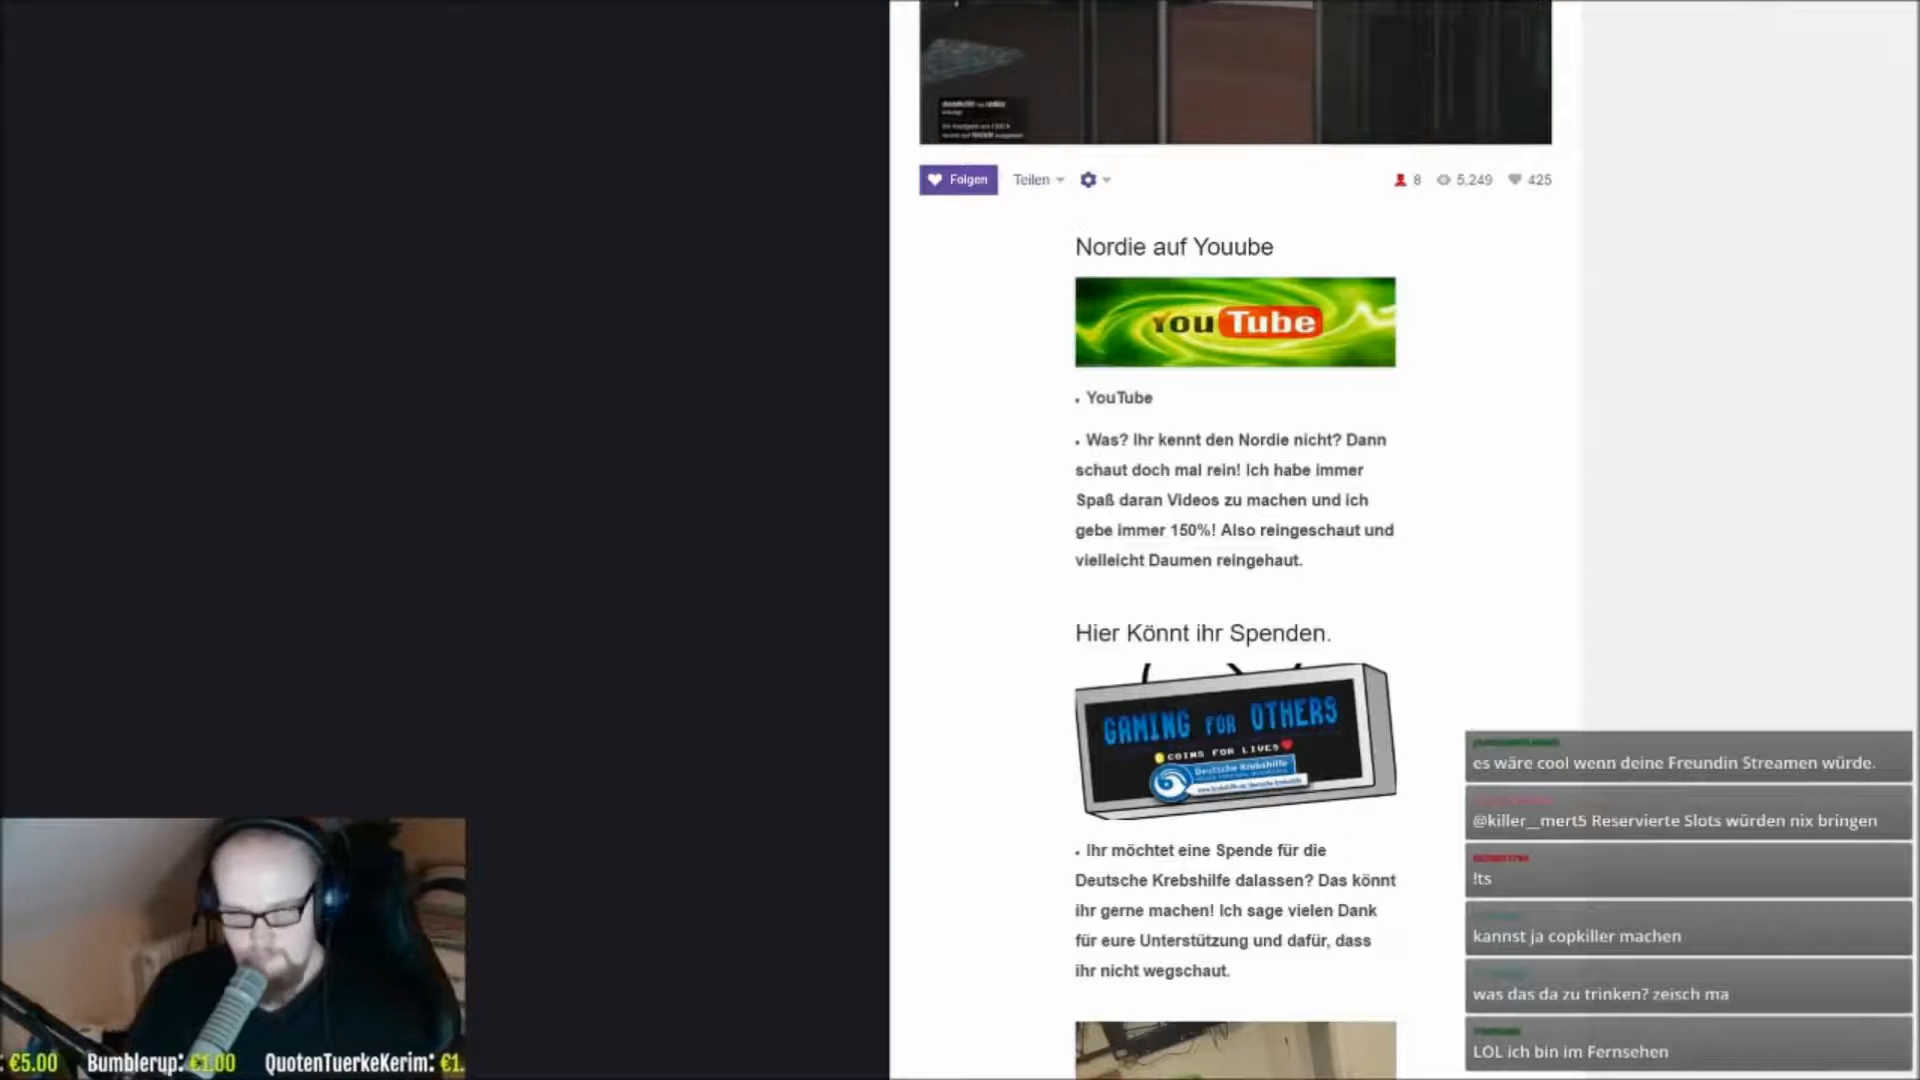 Folgen
Teilen
8
5,249
425
Nordie auf Youube
YouTube
• YouTube
• Was? Ihr kennt den Nordie nicht? Dann
schaut doch mal rein! Ich habe immer
Spaß daran Videos zu machen und ich
gebe immer 150%! Also reingeschaut und
vielleicht Daumen reingehaut.
Hier Könnt ihr Spenden.
GAMING FOR OTHERS
COINS FOR LIVES
Deutsche Krebshilfe
• Ihr möchtet eine Spende für die
Deutsche Krebshilfe dalassen? Das könnt
ihr gerne machen! Ich sage vielen Dank
für eure Unterstützung und dafür, dass
ihr nicht wegschaut.
es wäre cool wenn deine Freundin Streamen würde.
@killer__mert5 Reservierte Slots würden nix bringen
!ts
kannst ja copkiller machen
was das da zu trinken? zeisch ma
LOL ich bin im Fernsehen
: €5.00 Bumblerup: €1.00 QuotenTuerkeKerim: €1.